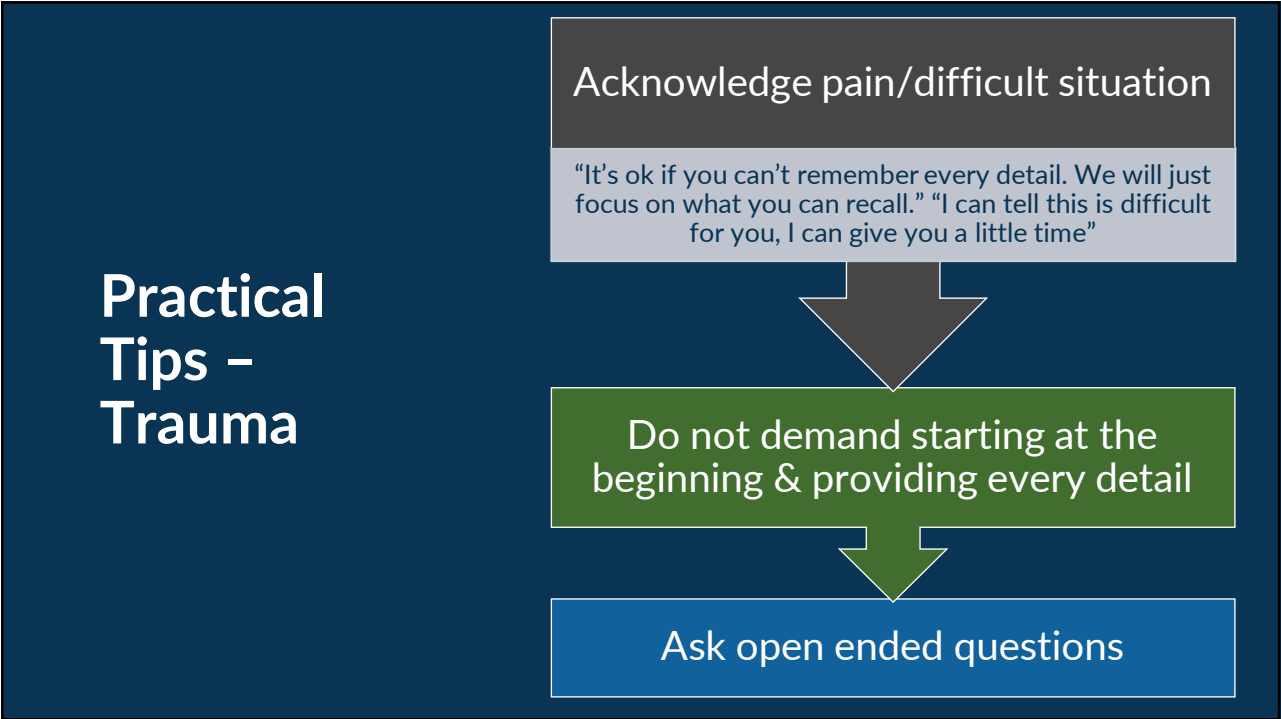 Practical
Tips –
Trauma
Acknowledge pain/difficult situation
“It’s ok if you can’t remember every detail. We will just
focus on what you can recall.” “I can tell this is difficult
for you, I can give you a little time”
Do not demand starting at the
beginning & providing every detail
Ask open ended questions